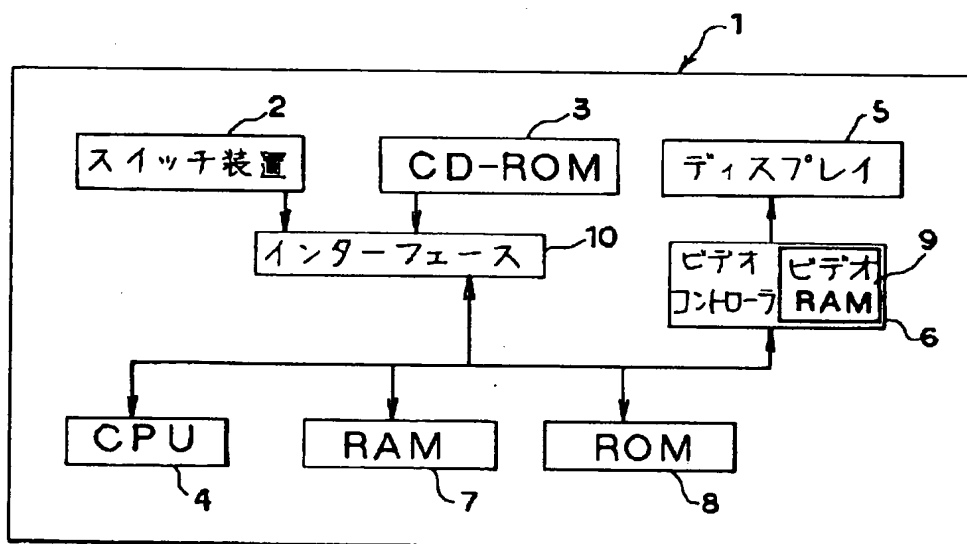 1
2
スイッチ装置
3
CD-ROM
5
ディスプレイ
インターフェース
10
ビデオ
コントローラ
ビデオ
RAM
9
6
CPU
4
RAM
7
ROM
8